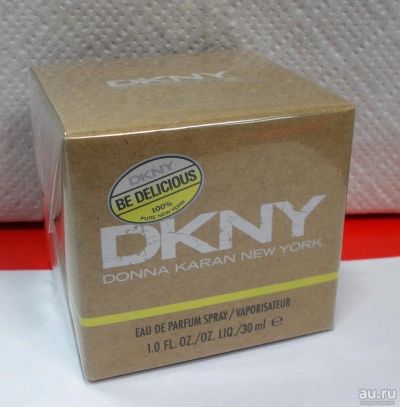 DKNY
DKNY
BE DELICIOUS
100%
PURE NEW YORK
DKNY
DONNA KARAN NEW YORK
EAU DE PARFUM SPRAY/VAPORISATEUR
1.0 FL. OZ./OZ. LIQ./30 ml ℮
au.ru